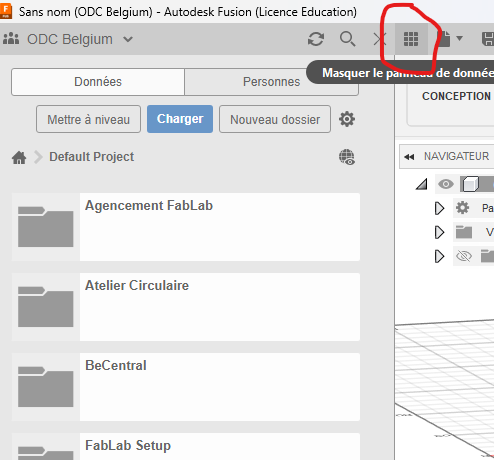 Sans nom (ODC Belgium) - Autodesk Fusion (Licence Education)
ODC Belgium
Masquer le panneau de donnée
Données
Personnes
CONCEPTION
Mettre à niveau
Charger
Nouveau dossier
Default Project
NAVIGATEUR
Agencement FabLab
Pa
V
Atelier Circulaire
BeCentral
FabLab Setup